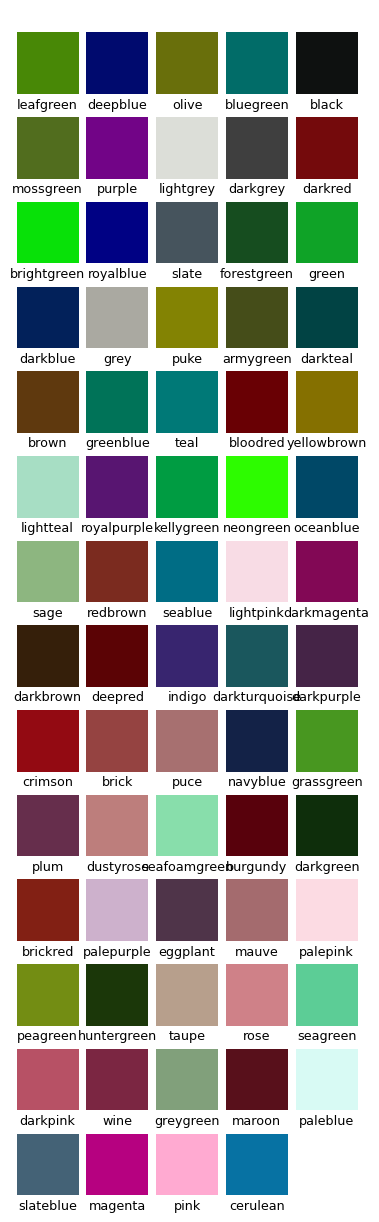 leafgreen deepblue olive bluegreen black
mossgreen purple lightgrey darkgrey darkred
brightgreen royalblue slate forestgreen green
darkblue grey puke armygreen darkteal
brown greenblue teal bloodred yellowbrown
lightteal royalpurple kellygreen neongreen oceanblue
sage redbrown seablue lightpink darkmagenta
darkbrown deepred indigo darkturquoise darkpurple
crimson brick puce navyblue grassgreen
plum dustyrose seafoamgreen burgundy darkgreen
brickred palepurple eggplant mauve palepink
peagreen huntergreen taupe rose seagreen
darkpink wine greygreen maroon paleblue
slateblue magenta pink cerulean